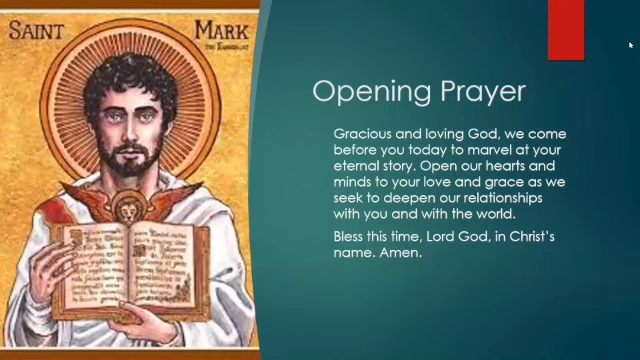 SAINT MARK
THE EVANGELIST
Opening Prayer
Gracious and loving God, we come
before you today to marvel at your
eternal story. Open our hearts and
minds to your love and grace as we
seek to deepen our relationships
with you and with the world.
Bless this time, Lord God, in Christ's
name. Amen.